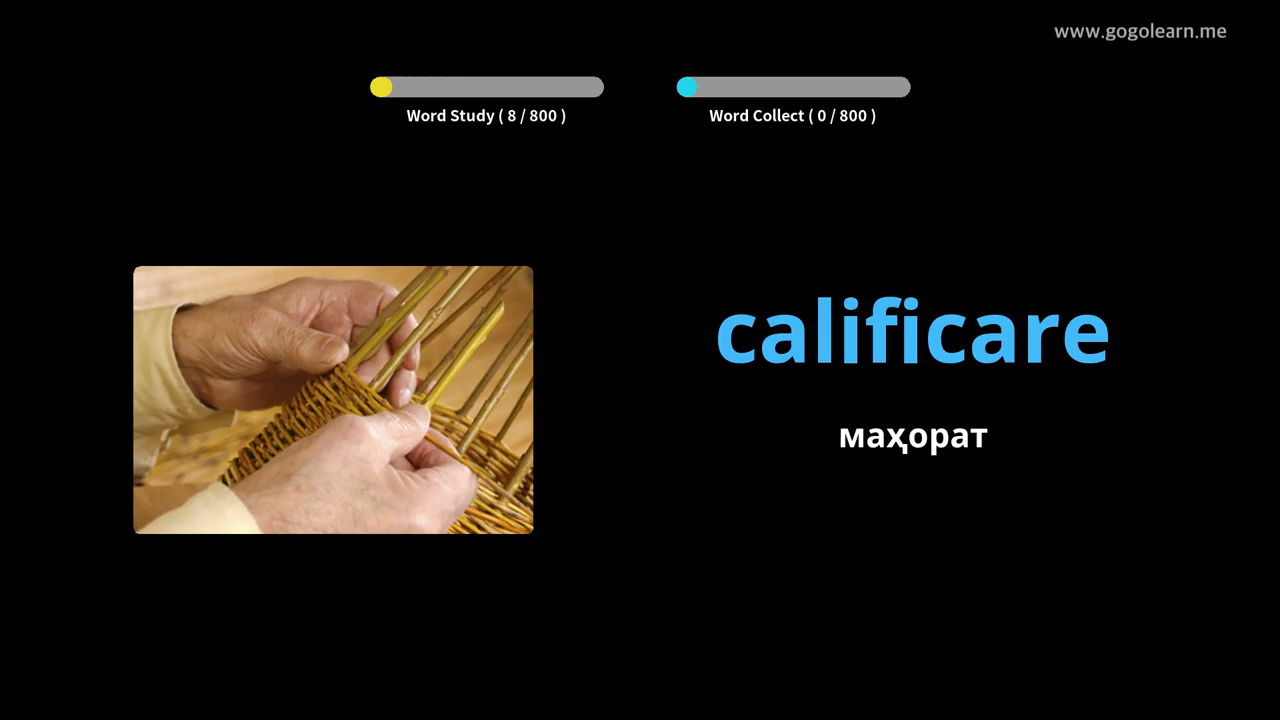 www.gogolearn.me
Word Study ( 8 / 800 )
Word Collect ( 0 / 800 )
calificare
маҳорат